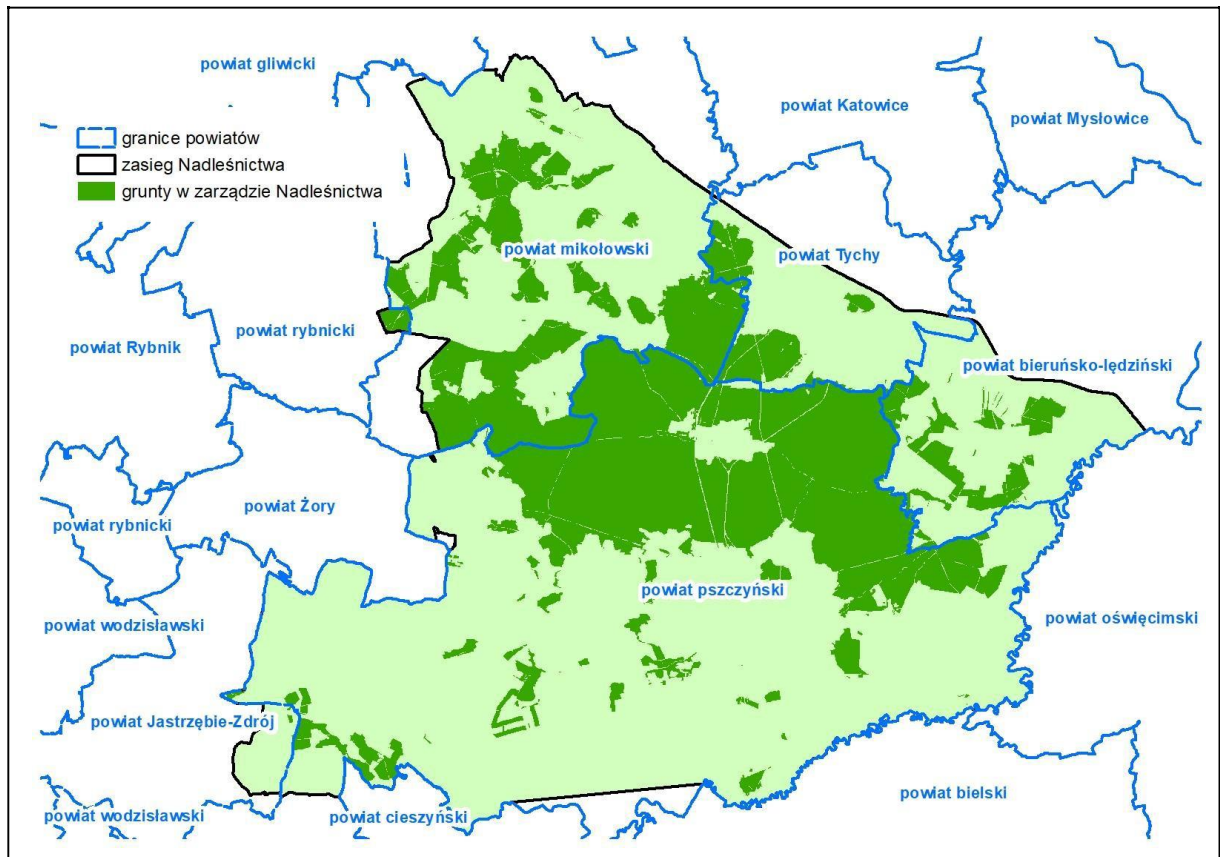 powiat gliwicki
powiat Katowice
powiat Mysłowice
granice powiatów
zasieg Nadleśnictwa
grunty w zarządzie Nadleśnictwa
powiat mikołowski
powiat Tychy
powiat rybnicki
powiat Rybnik
powiat bieruńsko-lędziński
powiat Żory
powiat rybnicki
powiat pszczyński
powiat wodzisławski
powiat oświęcimski
powiat Jastrzębie-Zdrój
powiat bielski
powiat wodzisławski
powiat cieszyński